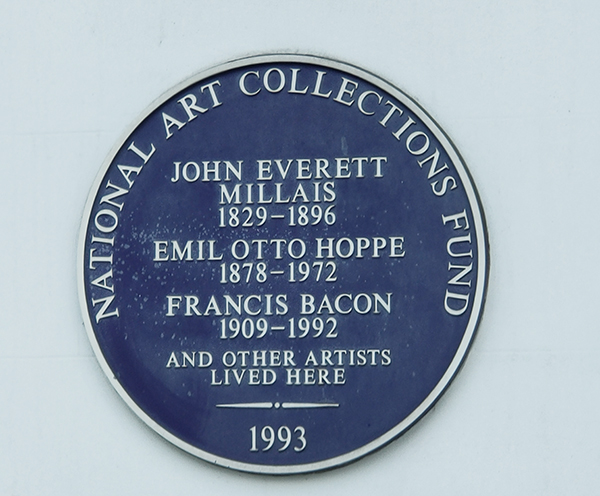 NATIONAL ART COLLECTIONS FUND
JOHN EVERETT
MILLAIS
1829–1896
EMIL OTTO HOPPE
1878–1972
FRANCIS BACON
1909–1992
AND OTHER ARTISTS
LIVED HERE
1993